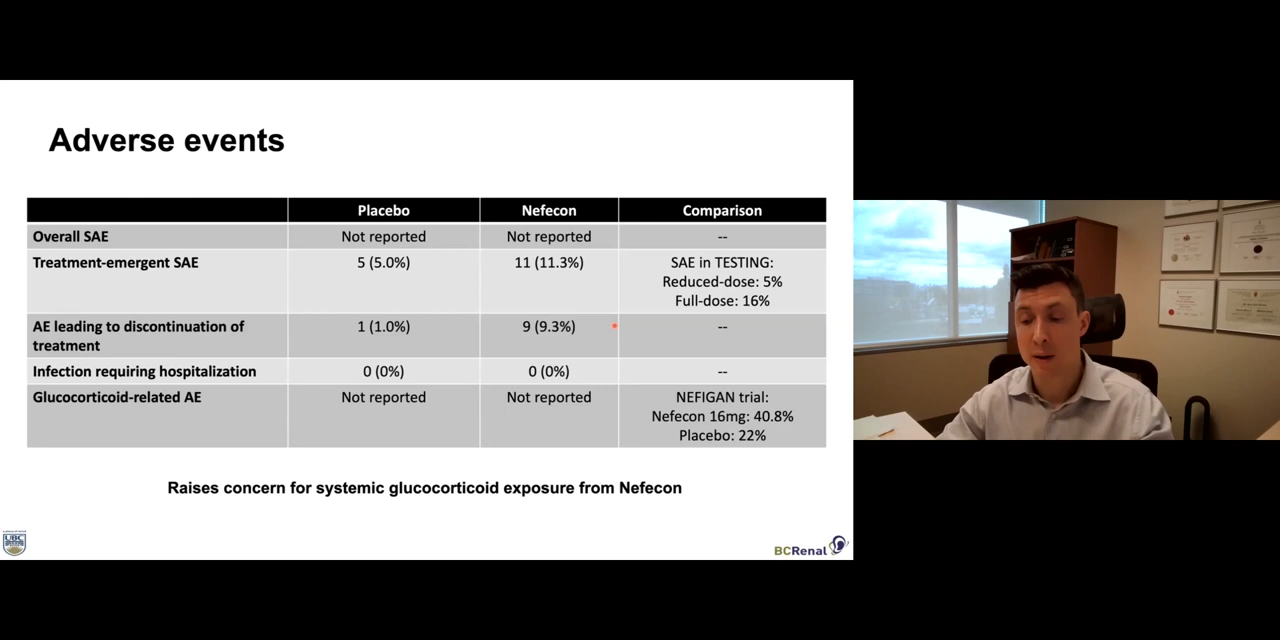 Adverse events
Placebo Nefecon Comparison
Overall SAE Not reported Not reported --
Treatment-emergent SAE 5 (5.0%) 11 (11.3%) SAE in TESTING:
Reduced-dose: 5%
Full-dose: 16%
AE leading to discontinuation of 1 (1.0%) 9 (9.3%) --
treatment
Infection requiring hospitalization 0 (0%) 0 (0%) --
Glucocorticoid-related AE Not reported Not reported NEFIGAN trial:
Nefecon 16mg: 40.8%
Placebo: 22%
Raises concern for systemic glucocorticoid exposure from Nefecon
UBC
BCRenal